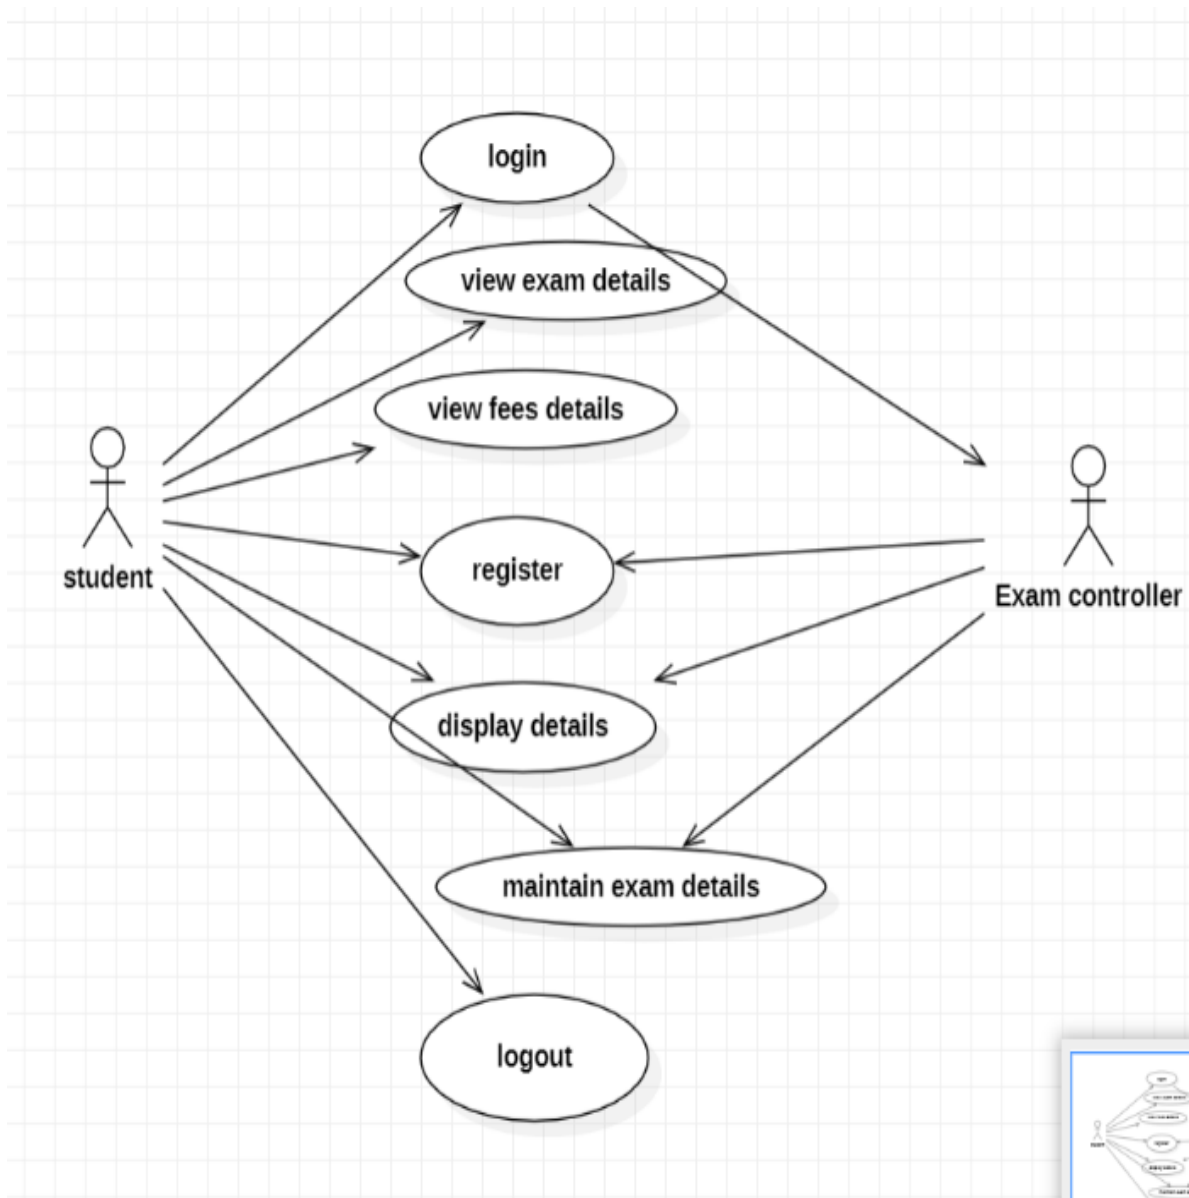 login
view exam details
view fees details
register
student
Exam controller
display details
maintain exam details
logout